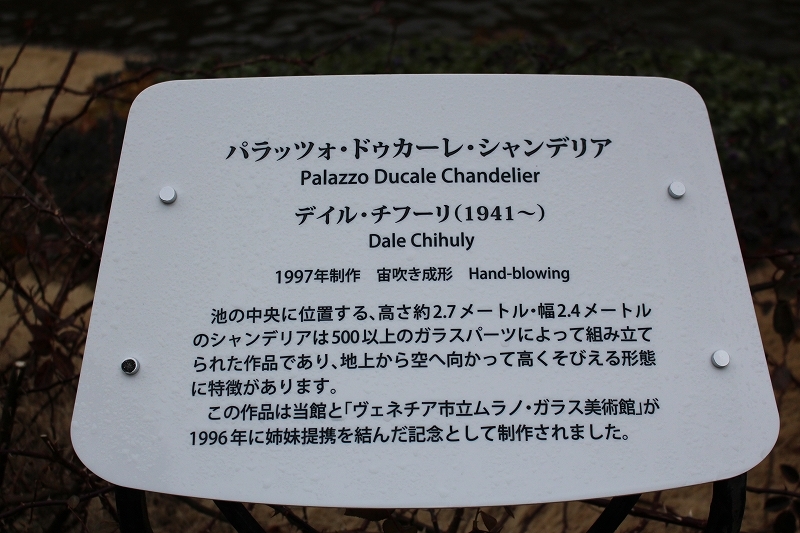 パラッツォ・ドゥカーレ・シャンデリア
Palazzo Ducale Chandelier
デイル・チフーリ(1941〜)
Dale Chihuly
1997年制作　宙吹き成形　Hand-blowing
池の中央に位置する、高さ約2.7メートル・幅2.4メートル
のシャンデリアは500以上のガラスパーツによって組み立て
られた作品であり、地上から空へ向かって高くそびえる形態
に特徴があります。
この作品は当館と「ヴェネチア市立ムラノ・ガラス美術館」が
1996年に姉妹提携を結んだ記念として制作されました。